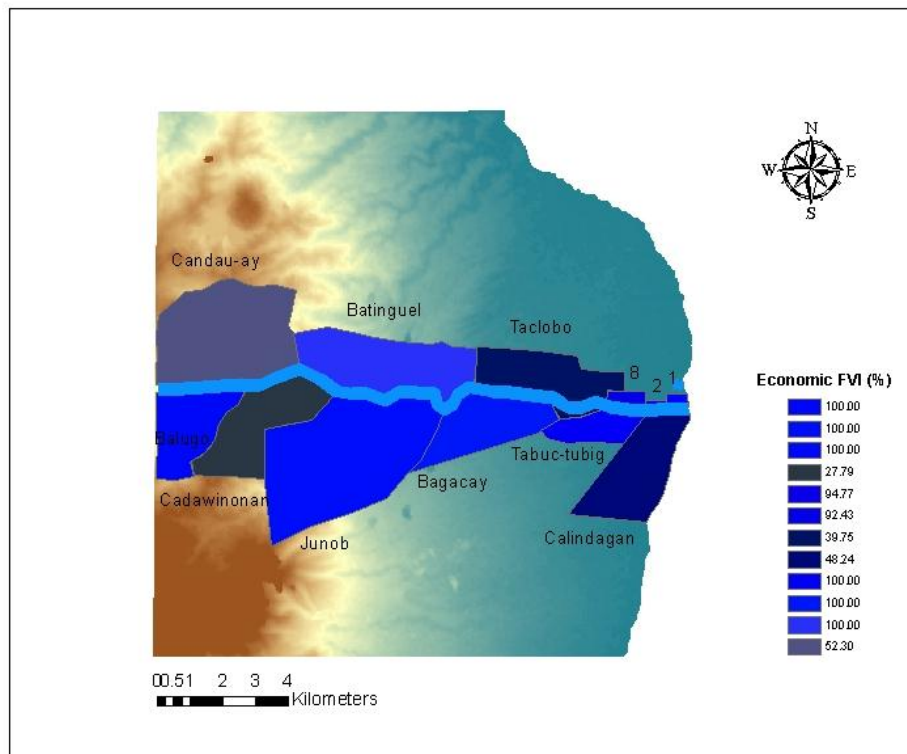 N
W E
S
Candau-ay
Batinguel
Taclobo
8
2
1
Economic FVI (%)
100.00
100.00
100.00
27.79
94.77
92.43
39.75
48.24
100.00
100.00
100.00
52.30
Balugo
Cadawinonan
Junob
Bagacay
Tabuc-tubig
Calindagan
00.51 2 3 4
Kilometers